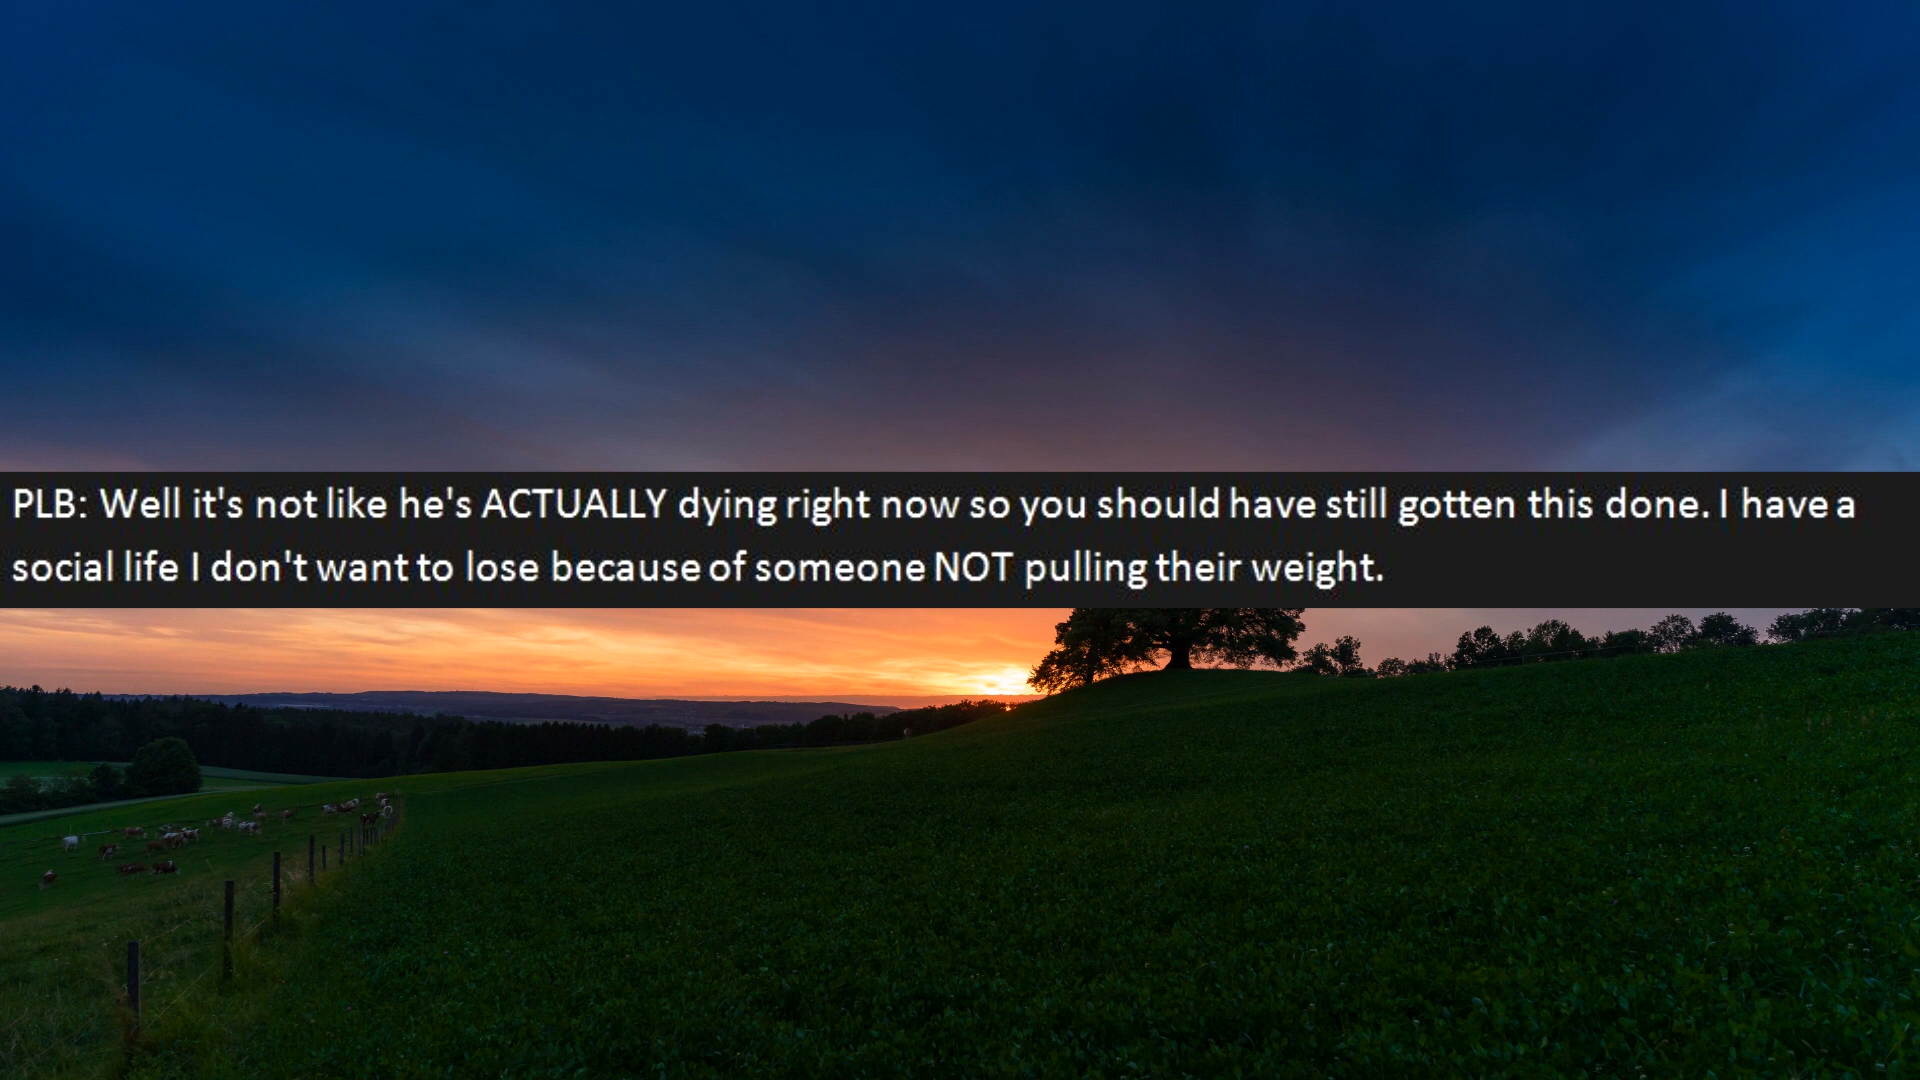 PLB: Well it's not like he's ACTUALLY dying right now so you should have still gotten this done. I have a
social life I don't want to lose because of someone NOT pulling their weight.